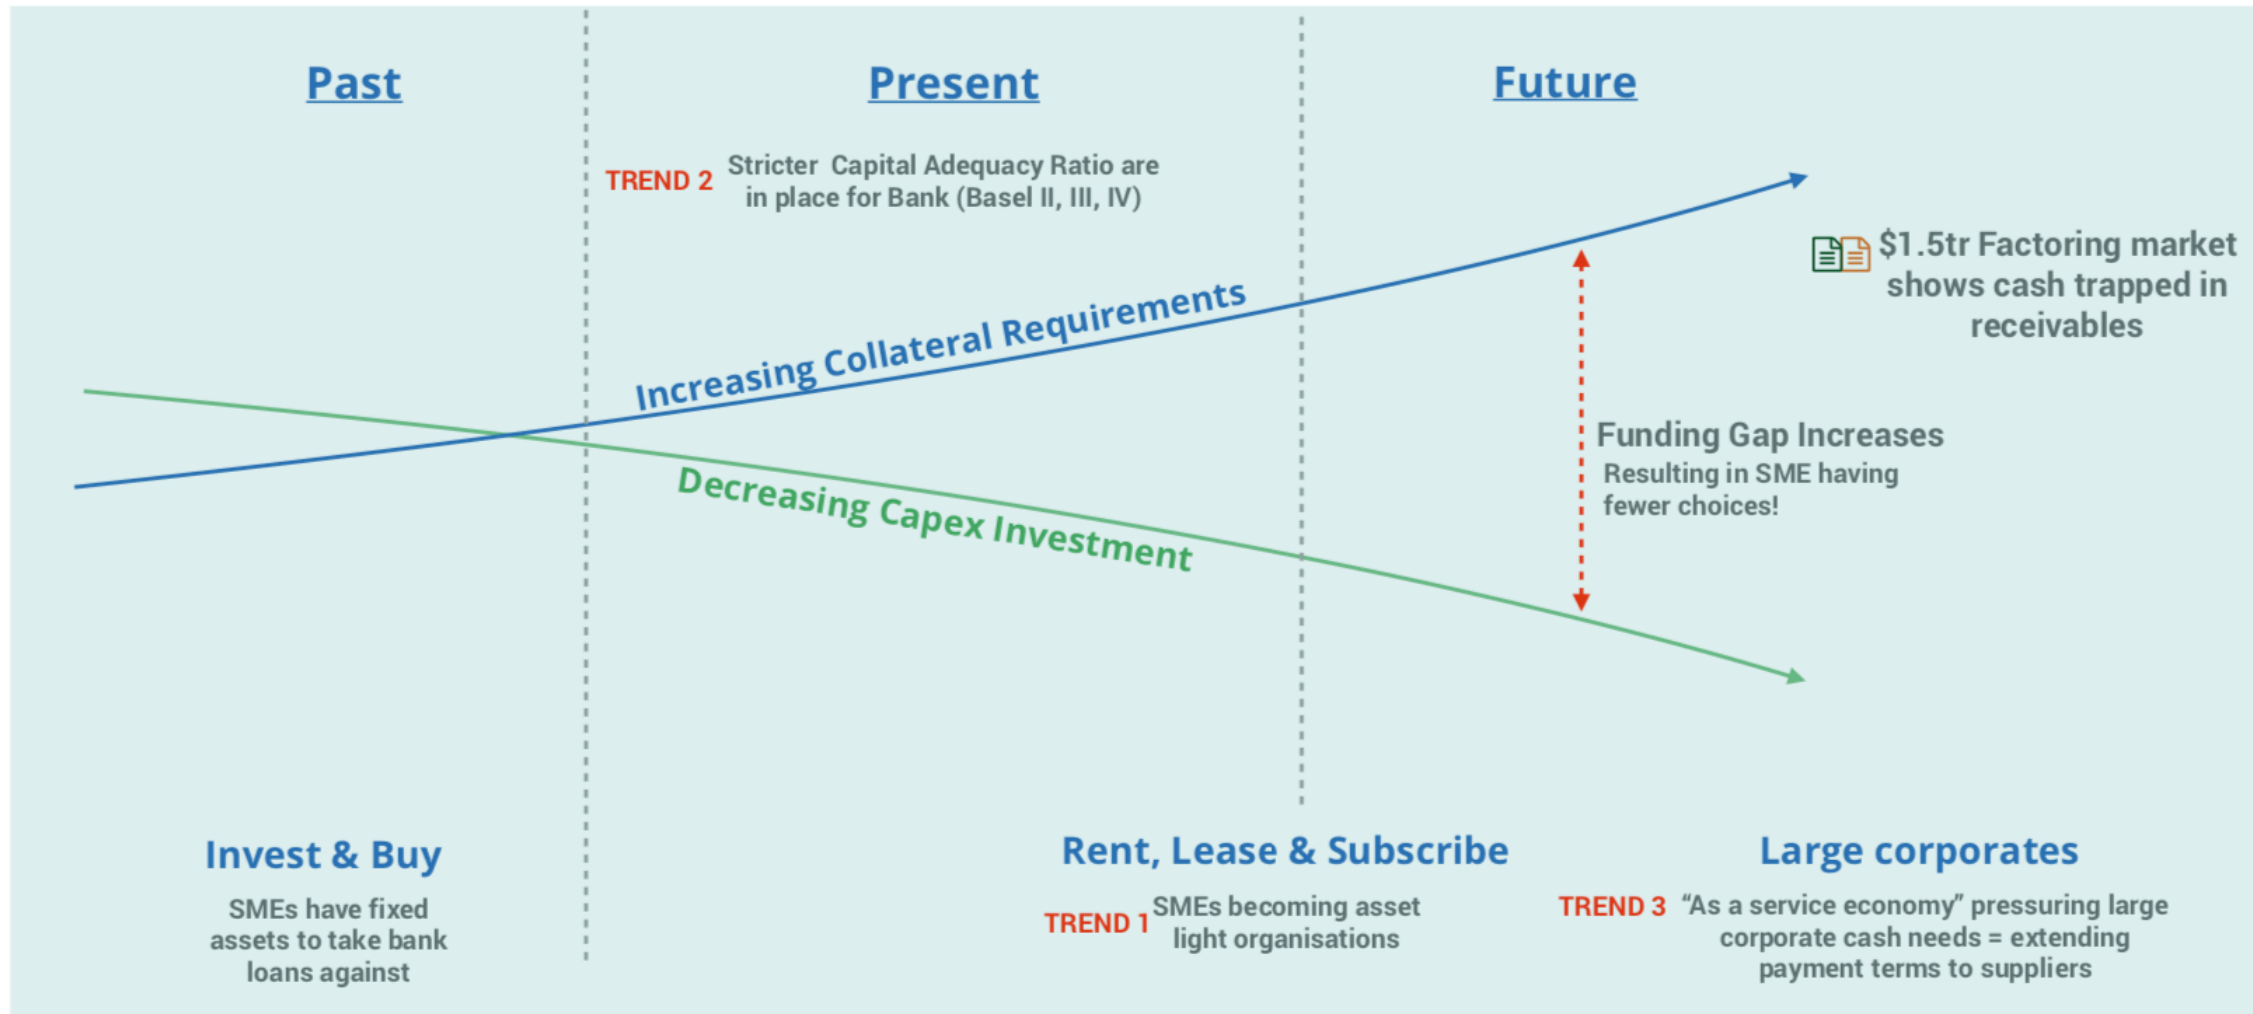 Past
Present
Future
TREND 2
Stricter Capital Adequacy Ratio are
in place for Bank (Basel II, III, IV)
$1.5tr Factoring market
shows cash trapped in
receivables
Increasing Collateral Requirements
Decreasing Capex Investment
Funding Gap Increases
Resulting in SME having
fewer choices!
Invest & Buy
SMEs have fixed
assets to take bank
loans against
Rent, Lease & Subscribe
TREND 1
SMEs becoming asset
light organisations
Large corporates
TREND 3
“As a service economy” pressuring large
corporate cash needs = extending
payment terms to suppliers